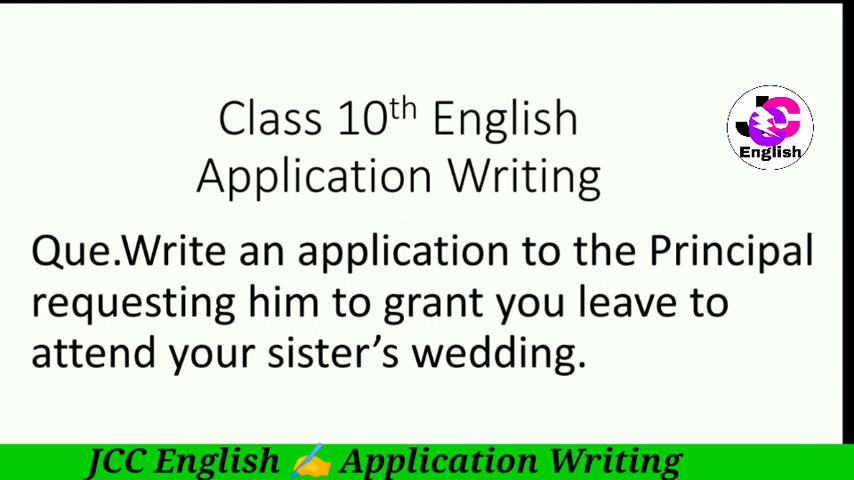 Class 10th English
Application Writing
JC
English
Que.Write an application to the Principal
requesting him to grant you leave to
attend your sister’s wedding.
JCC English ✍️ Application Writing